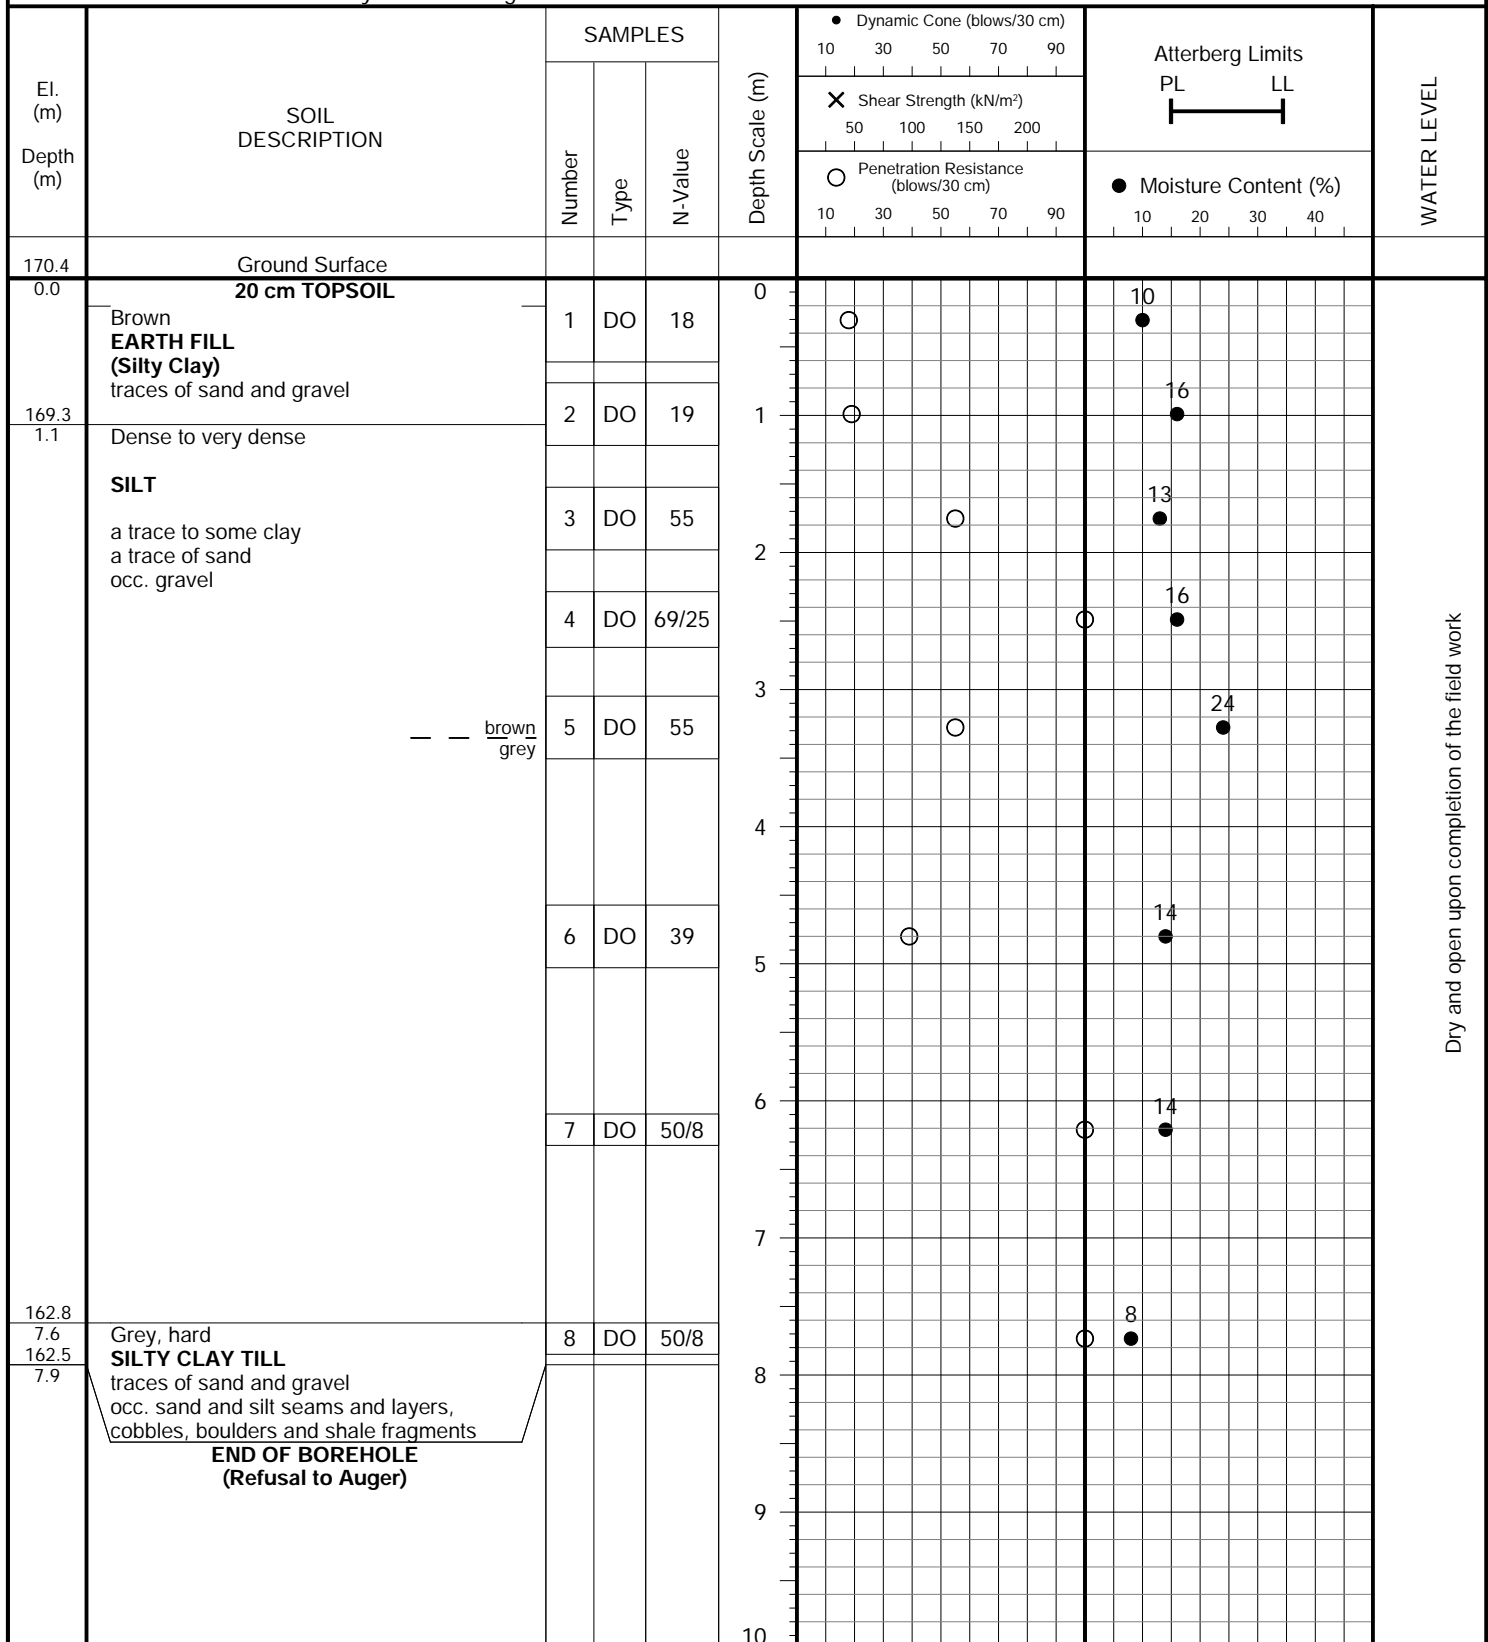 SAMPLES
El.
(m)
Depth
(m)
SOIL
DESCRIPTION
Number
Type
N-Value
Depth Scale (m)
Dynamic Cone (blows/30 cm)
10 30 50 70 90
Shear Strength (kN/m²)
50 100 150 200
Penetration Resistance
(blows/30 cm)
10 30 50 70 90
Atterberg Limits
PL LL
Moisture Content (%)
10 20 30 40
WATER LEVEL
170.4 Ground Surface
0.0 20 cm TOPSOIL 0
10
Brown 1 DO 18
EARTH FILL
(Silty Clay)
traces of sand and gravel 16
169.3 2 DO 19 1
1.1 Dense to very dense
SILT
13
3 DO 55
a trace to some clay
a trace of sand 2
occ. gravel
16
4 DO 69/25
3
24
brown 5 DO 55
grey
4
14
6 DO 39
5
6
14
7 DO 50/8
7
162.8 8
7.6 Grey, hard 8 DO 50/8
162.5 SILTY CLAY TILL
7.9 traces of sand and gravel 8
occ. sand and silt seams and layers,
cobbles, boulders and shale fragments
END OF BOREHOLE
(Refusal to Auger)
9
10
Dry and open upon completion of the field work